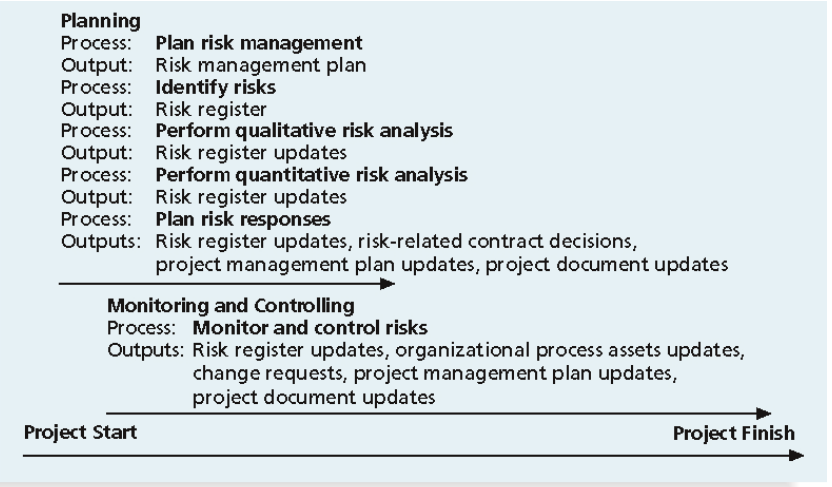 Planning
Process: Plan risk management
Output: Risk management plan
Process: Identify risks
Output: Risk register
Process: Perform qualitative risk analysis
Output: Risk register updates
Process: Perform quantitative risk analysis
Output: Risk register updates
Process: Plan risk responses
Outputs: Risk register updates, risk-related contract decisions,
project management plan updates, project document updates
Monitoring and Controlling
Process: Monitor and control risks
Outputs: Risk register updates, organizational process assets updates,
change requests, project management plan updates,
project document updates
Project Start Project Finish